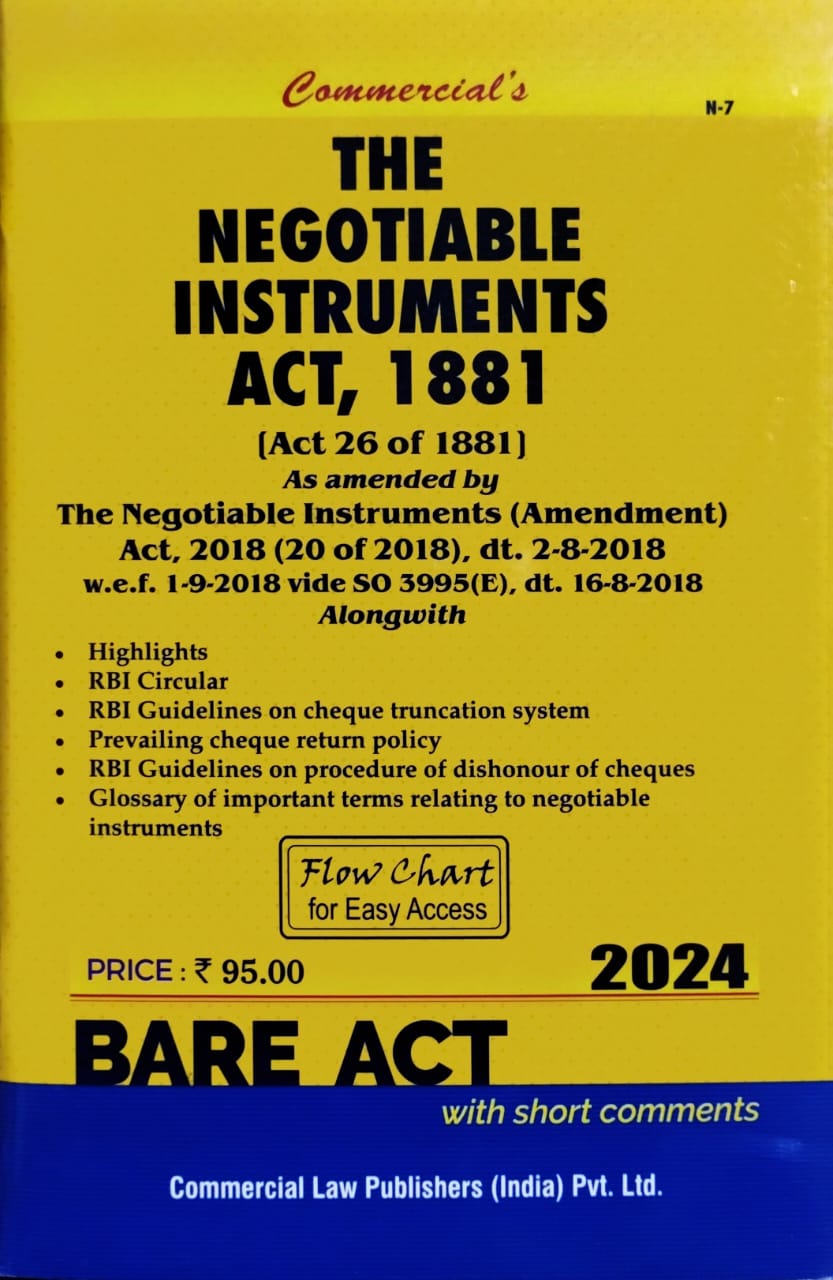 Commercial's
N-7
THE
NEGOTIABLE
INSTRUMENTS
ACT, 1881
[Act 26 of 1881]
As amended by
The Negotiable Instruments (Amendment)
Act, 2018 (20 of 2018), dt. 2-8-2018
w.e.f. 1-9-2018 vide SO 3995(E), dt. 16-8-2018
Alongwith
• Highlights
• RBI Circular
• RBI Guidelines on cheque truncation system
• Prevailing cheque return policy
• RBI Guidelines on procedure of dishonour of cheques
• Glossary of important terms relating to negotiable
instruments
Flow Chart
for Easy Access
PRICE : ₹ 95.00
2024
BARE ACT
with short comments
Commercial Law Publishers (India) Pvt. Ltd.